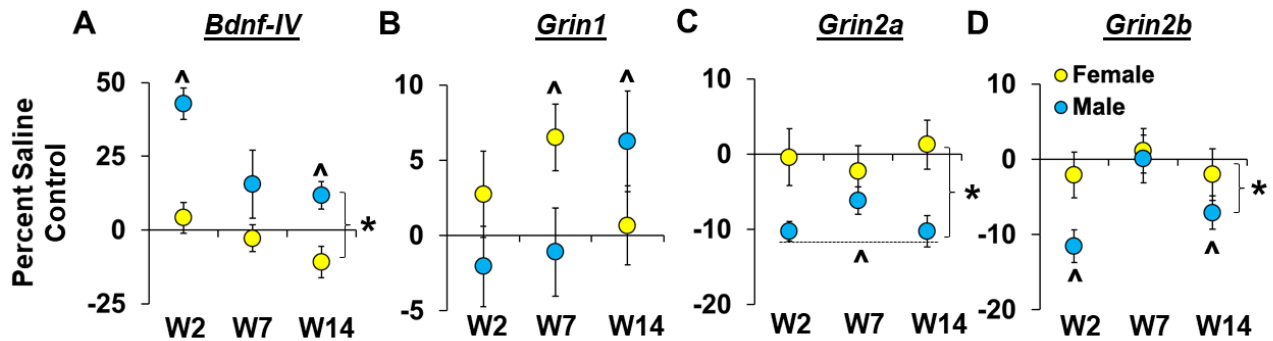 A Bdnf-IV
B Grin1
C Grin2a
D Grin2b
Percent Saline
Control
50
25
0
-25
^
^
*
W2 W7 W14
10
5
0
-5
^
^
W2 W7 W14
10
0
-10
-20
*
^
W2 W7 W14
10
0
-10
-20
Female
Male
*
^
^
W2 W7 W14